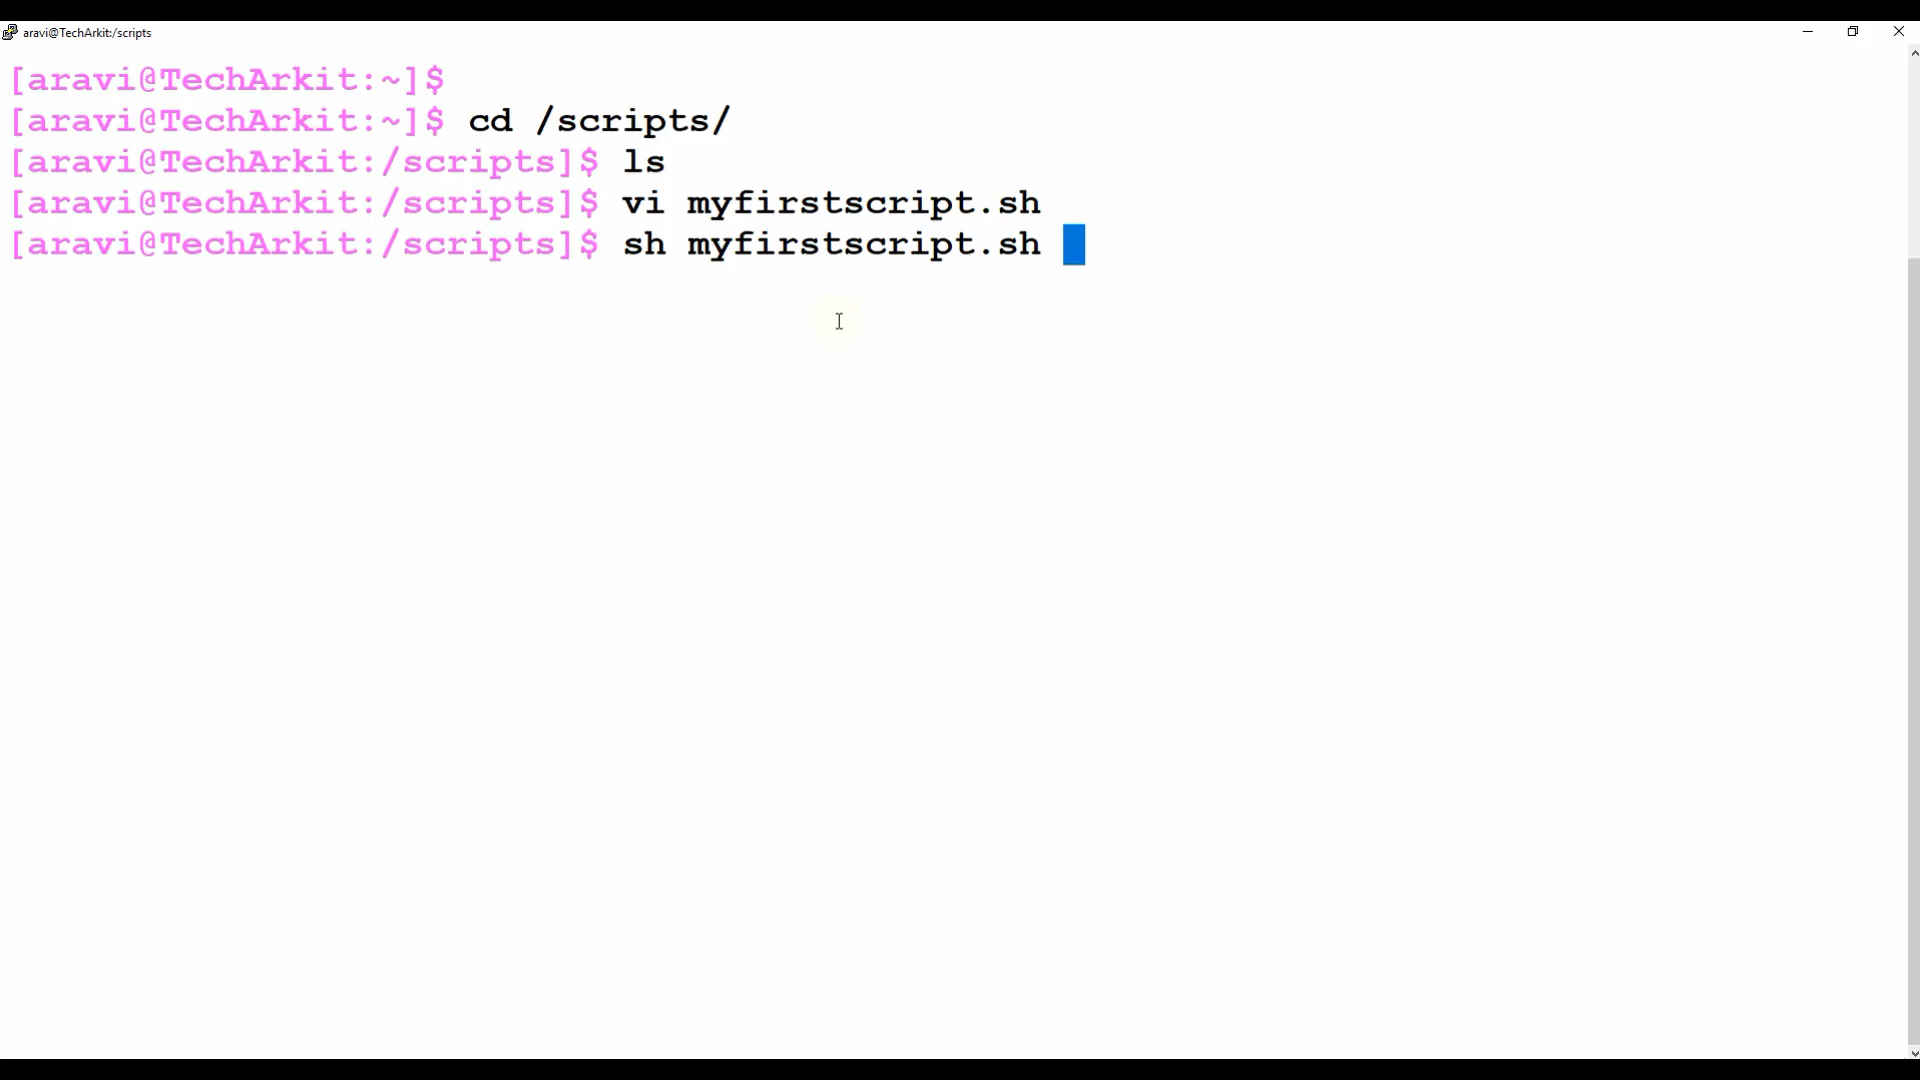 aravi@TechArkit:/scripts
[aravi@TechArkit:~]$
[aravi@TechArkit:~]$ cd /scripts/
[aravi@TechArkit:/scripts]$ ls
[aravi@TechArkit:/scripts]$ vi myfirstscript.sh
[aravi@TechArkit:/scripts]$ sh myfirstscript.sh